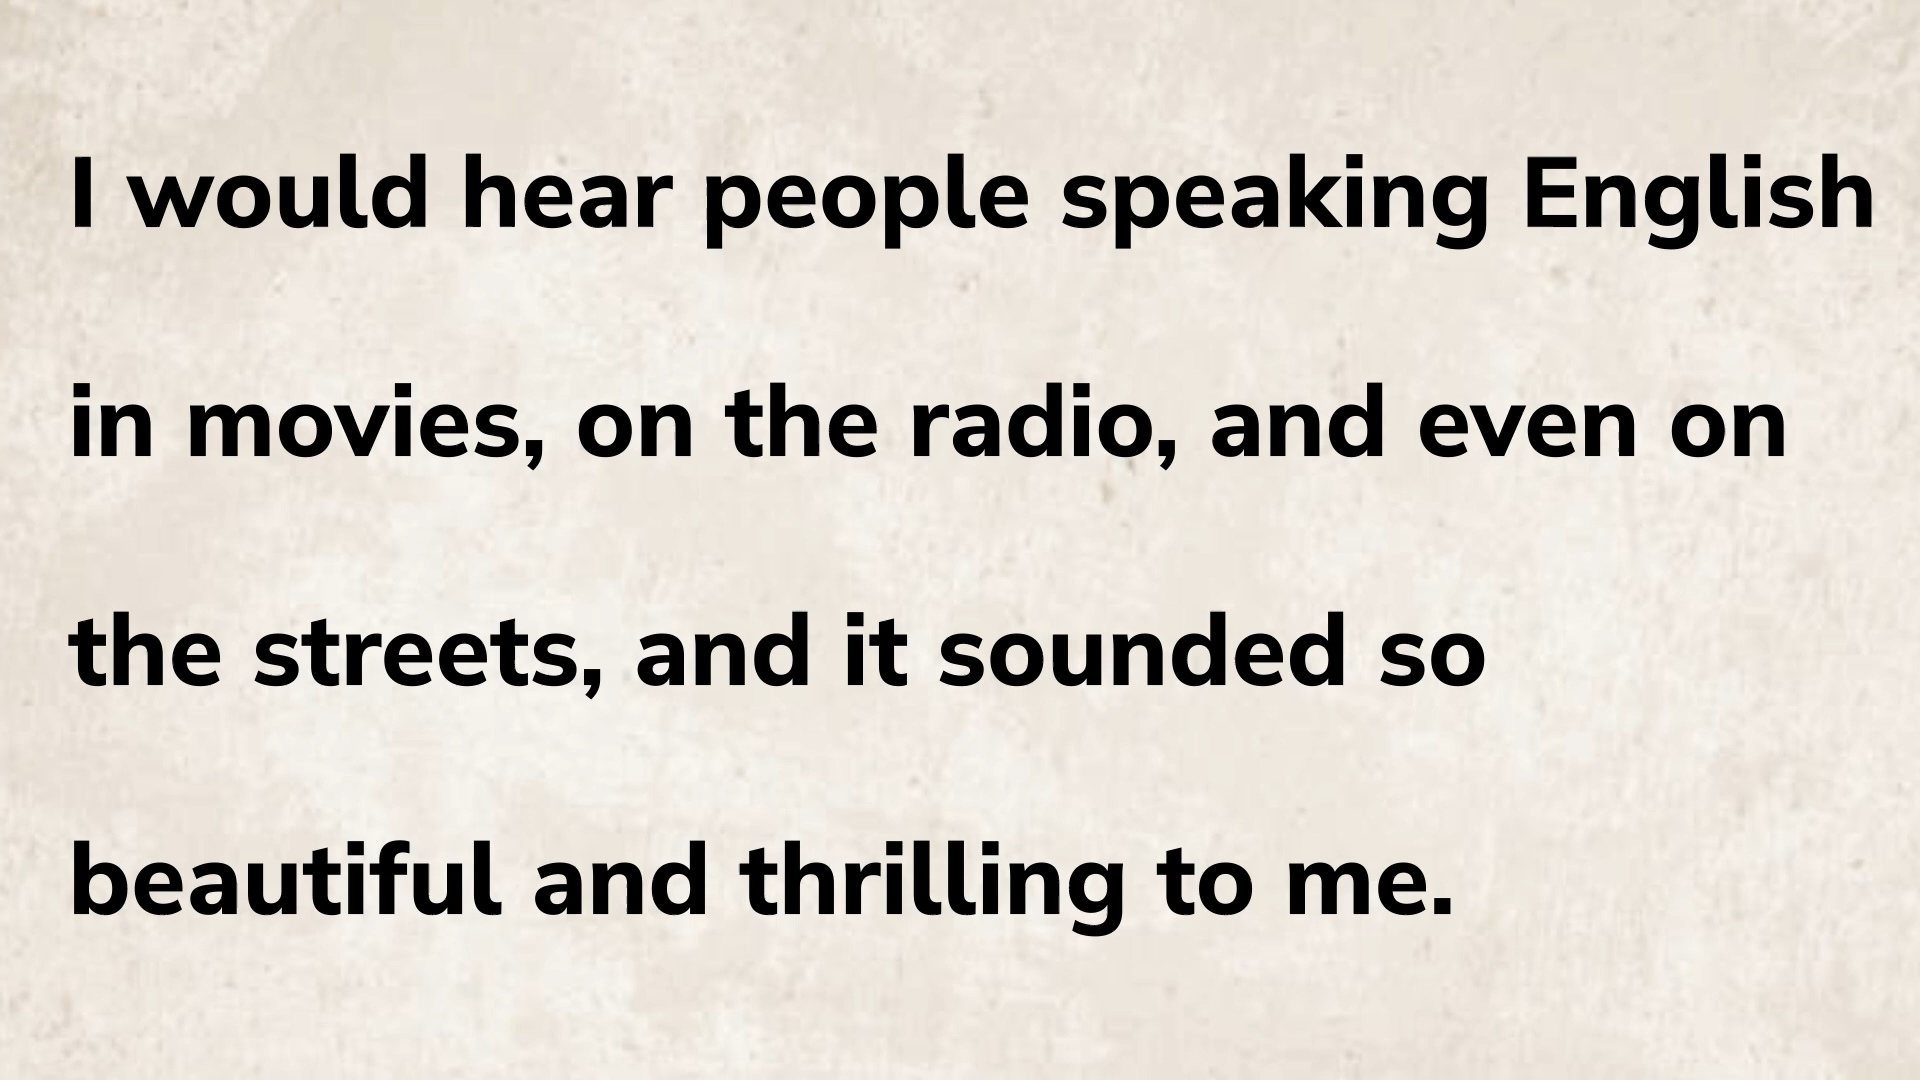 I would hear people speaking English
in movies, on the radio, and even on
the streets, and it sounded so
beautiful and thrilling to me.